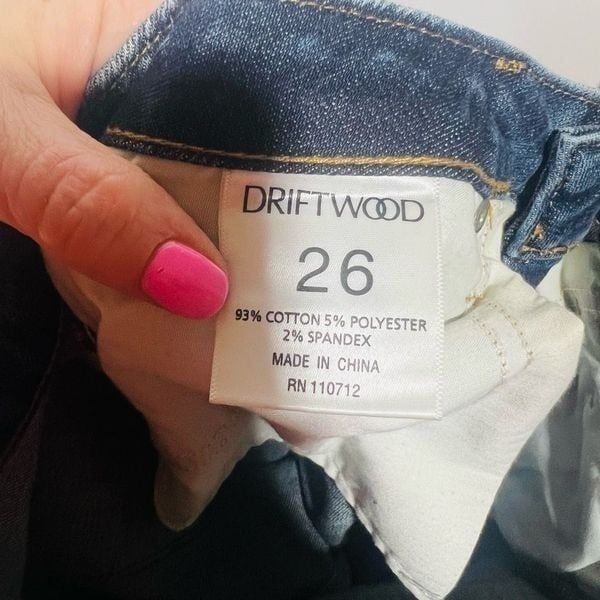 DRIFTWOOD
26
93% COTTON 5% POLYESTER
2% SPANDEX
MADE IN CHINA
RN 110712